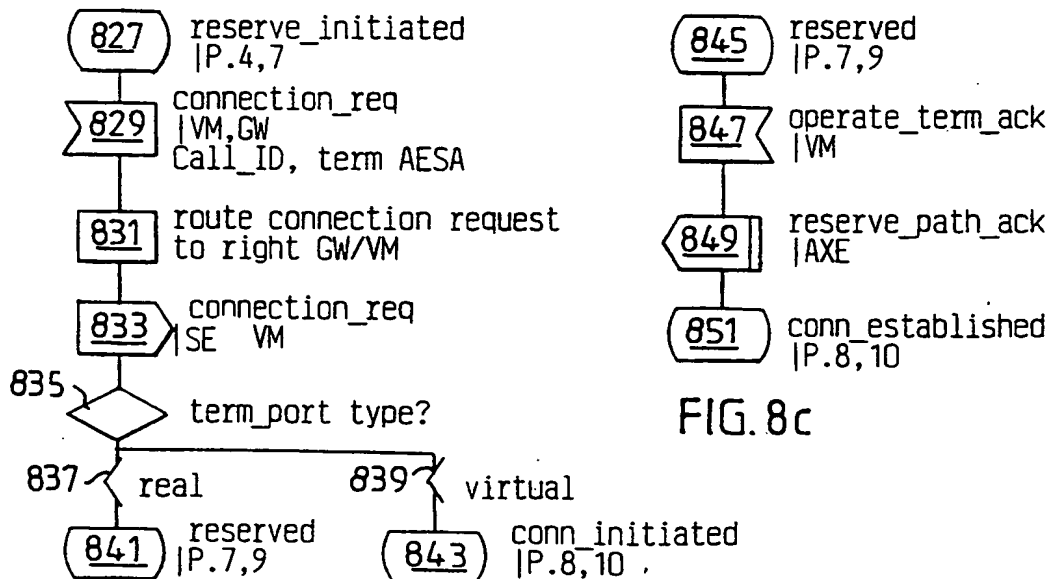 827
reserve_initiated
|P.4,7
829
connection_req
|VM,GW
Call_ID, term AESA
831
route connection request
to right GW/VM
833
connection_req
|SE VM
835
term_port type?
837
real
839
virtual
841
reserved
|P.7,9
843
conn_initiated
|P.8,10
845
reserved
|P.7,9
847
operate_term_ack
|VM
849
reserve_path_ack
|AXE
851
conn_established
|P.8,10
FIG. 8c